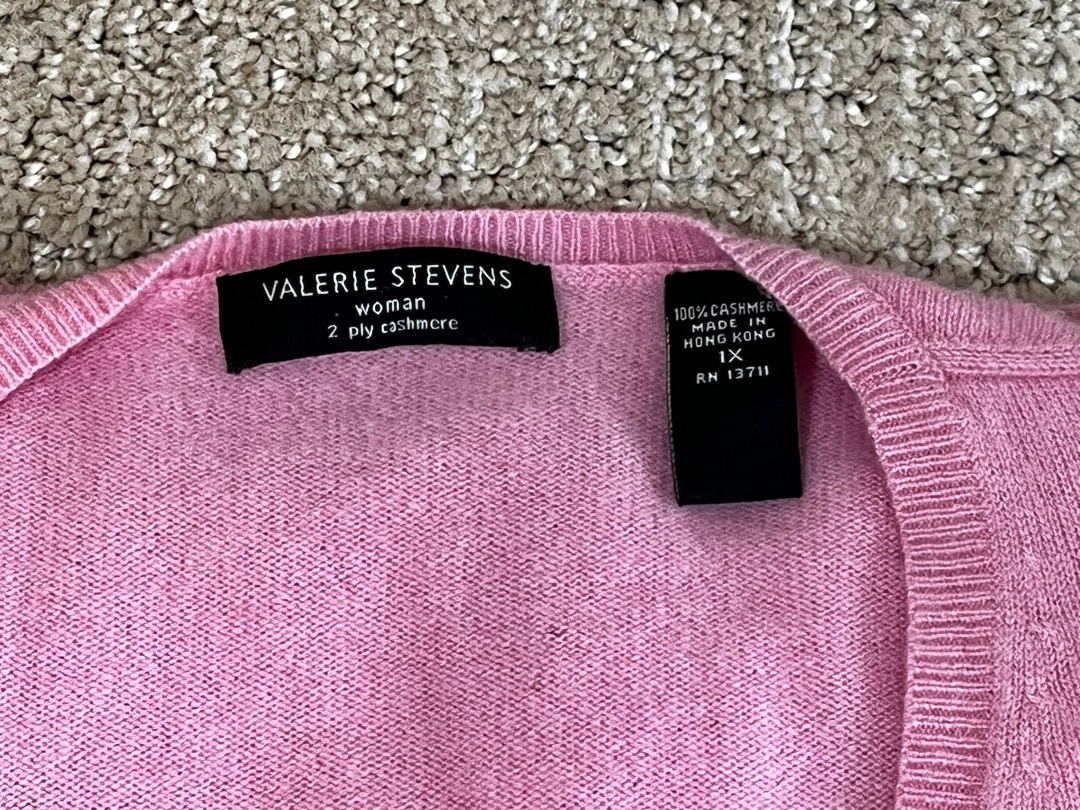 VALERIE STEVENS
woman
2 ply cashmere
100% CASHMERE
MADE IN
HONG KONG
1X
RN 13711